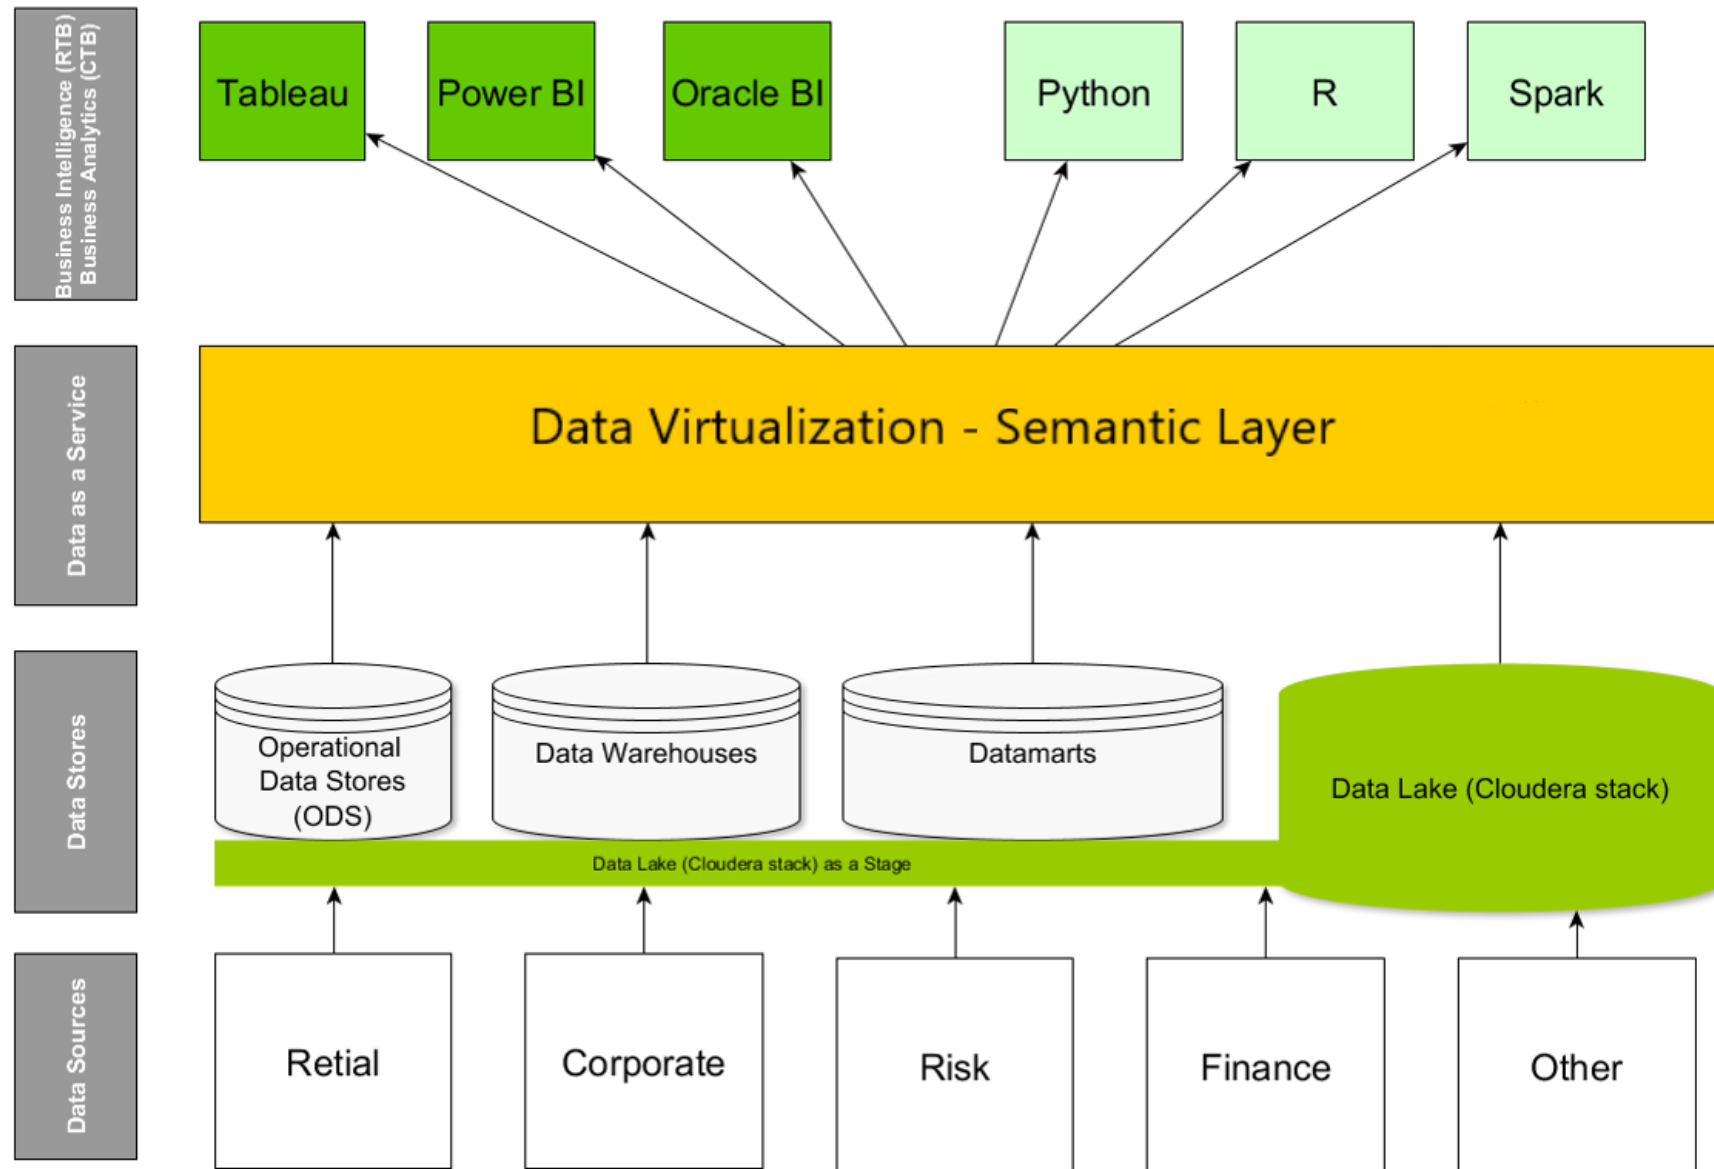 Business Intelligence (RTB)
Business Analytics (CTB)
Tableau
Power BI
Oracle BI
Python
R
Spark
Data as a Service
Data Virtualization - Semantic Layer
Data Stores
Operational
Data Stores
(ODS)
Data Warehouses
Datamarts
Data Lake (Cloudera stack)
Data Lake (Cloudera stack) as a Stage
Data Sources
Retial
Corporate
Risk
Finance
Other